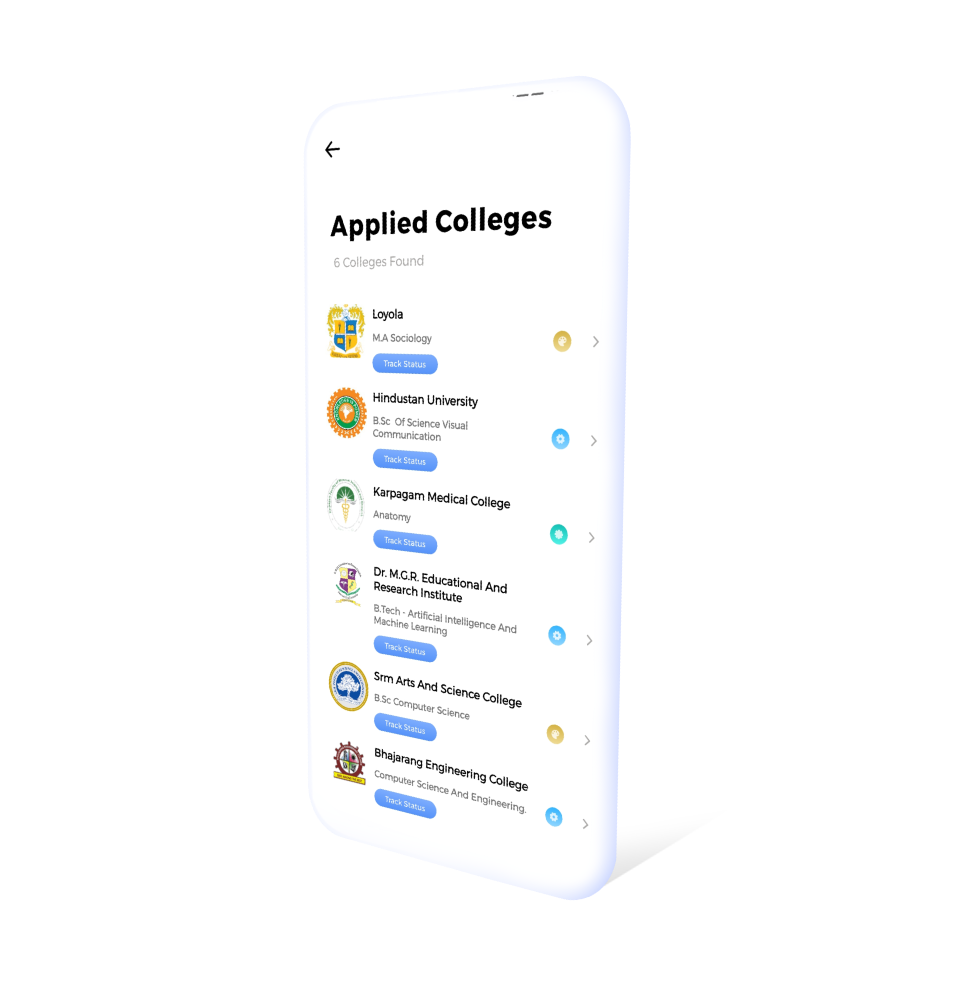 Applied Colleges
6 Colleges Found
Loyola
M.A Sociology
Track Status
Hindustan University
B.Sc Of Science Visual
Communication
Track Status
Karpagam Medical College
Anatomy
Track Status
Dr. M.G.R. Educational And
Research Institute
B.Tech - Artificial Intelligence And
Machine Learning
Track Status
Srm Arts And Science College
B.Sc Computer Science
Track Status
Bhajarang Engineering College
Computer Science And Engineering.
Track Status